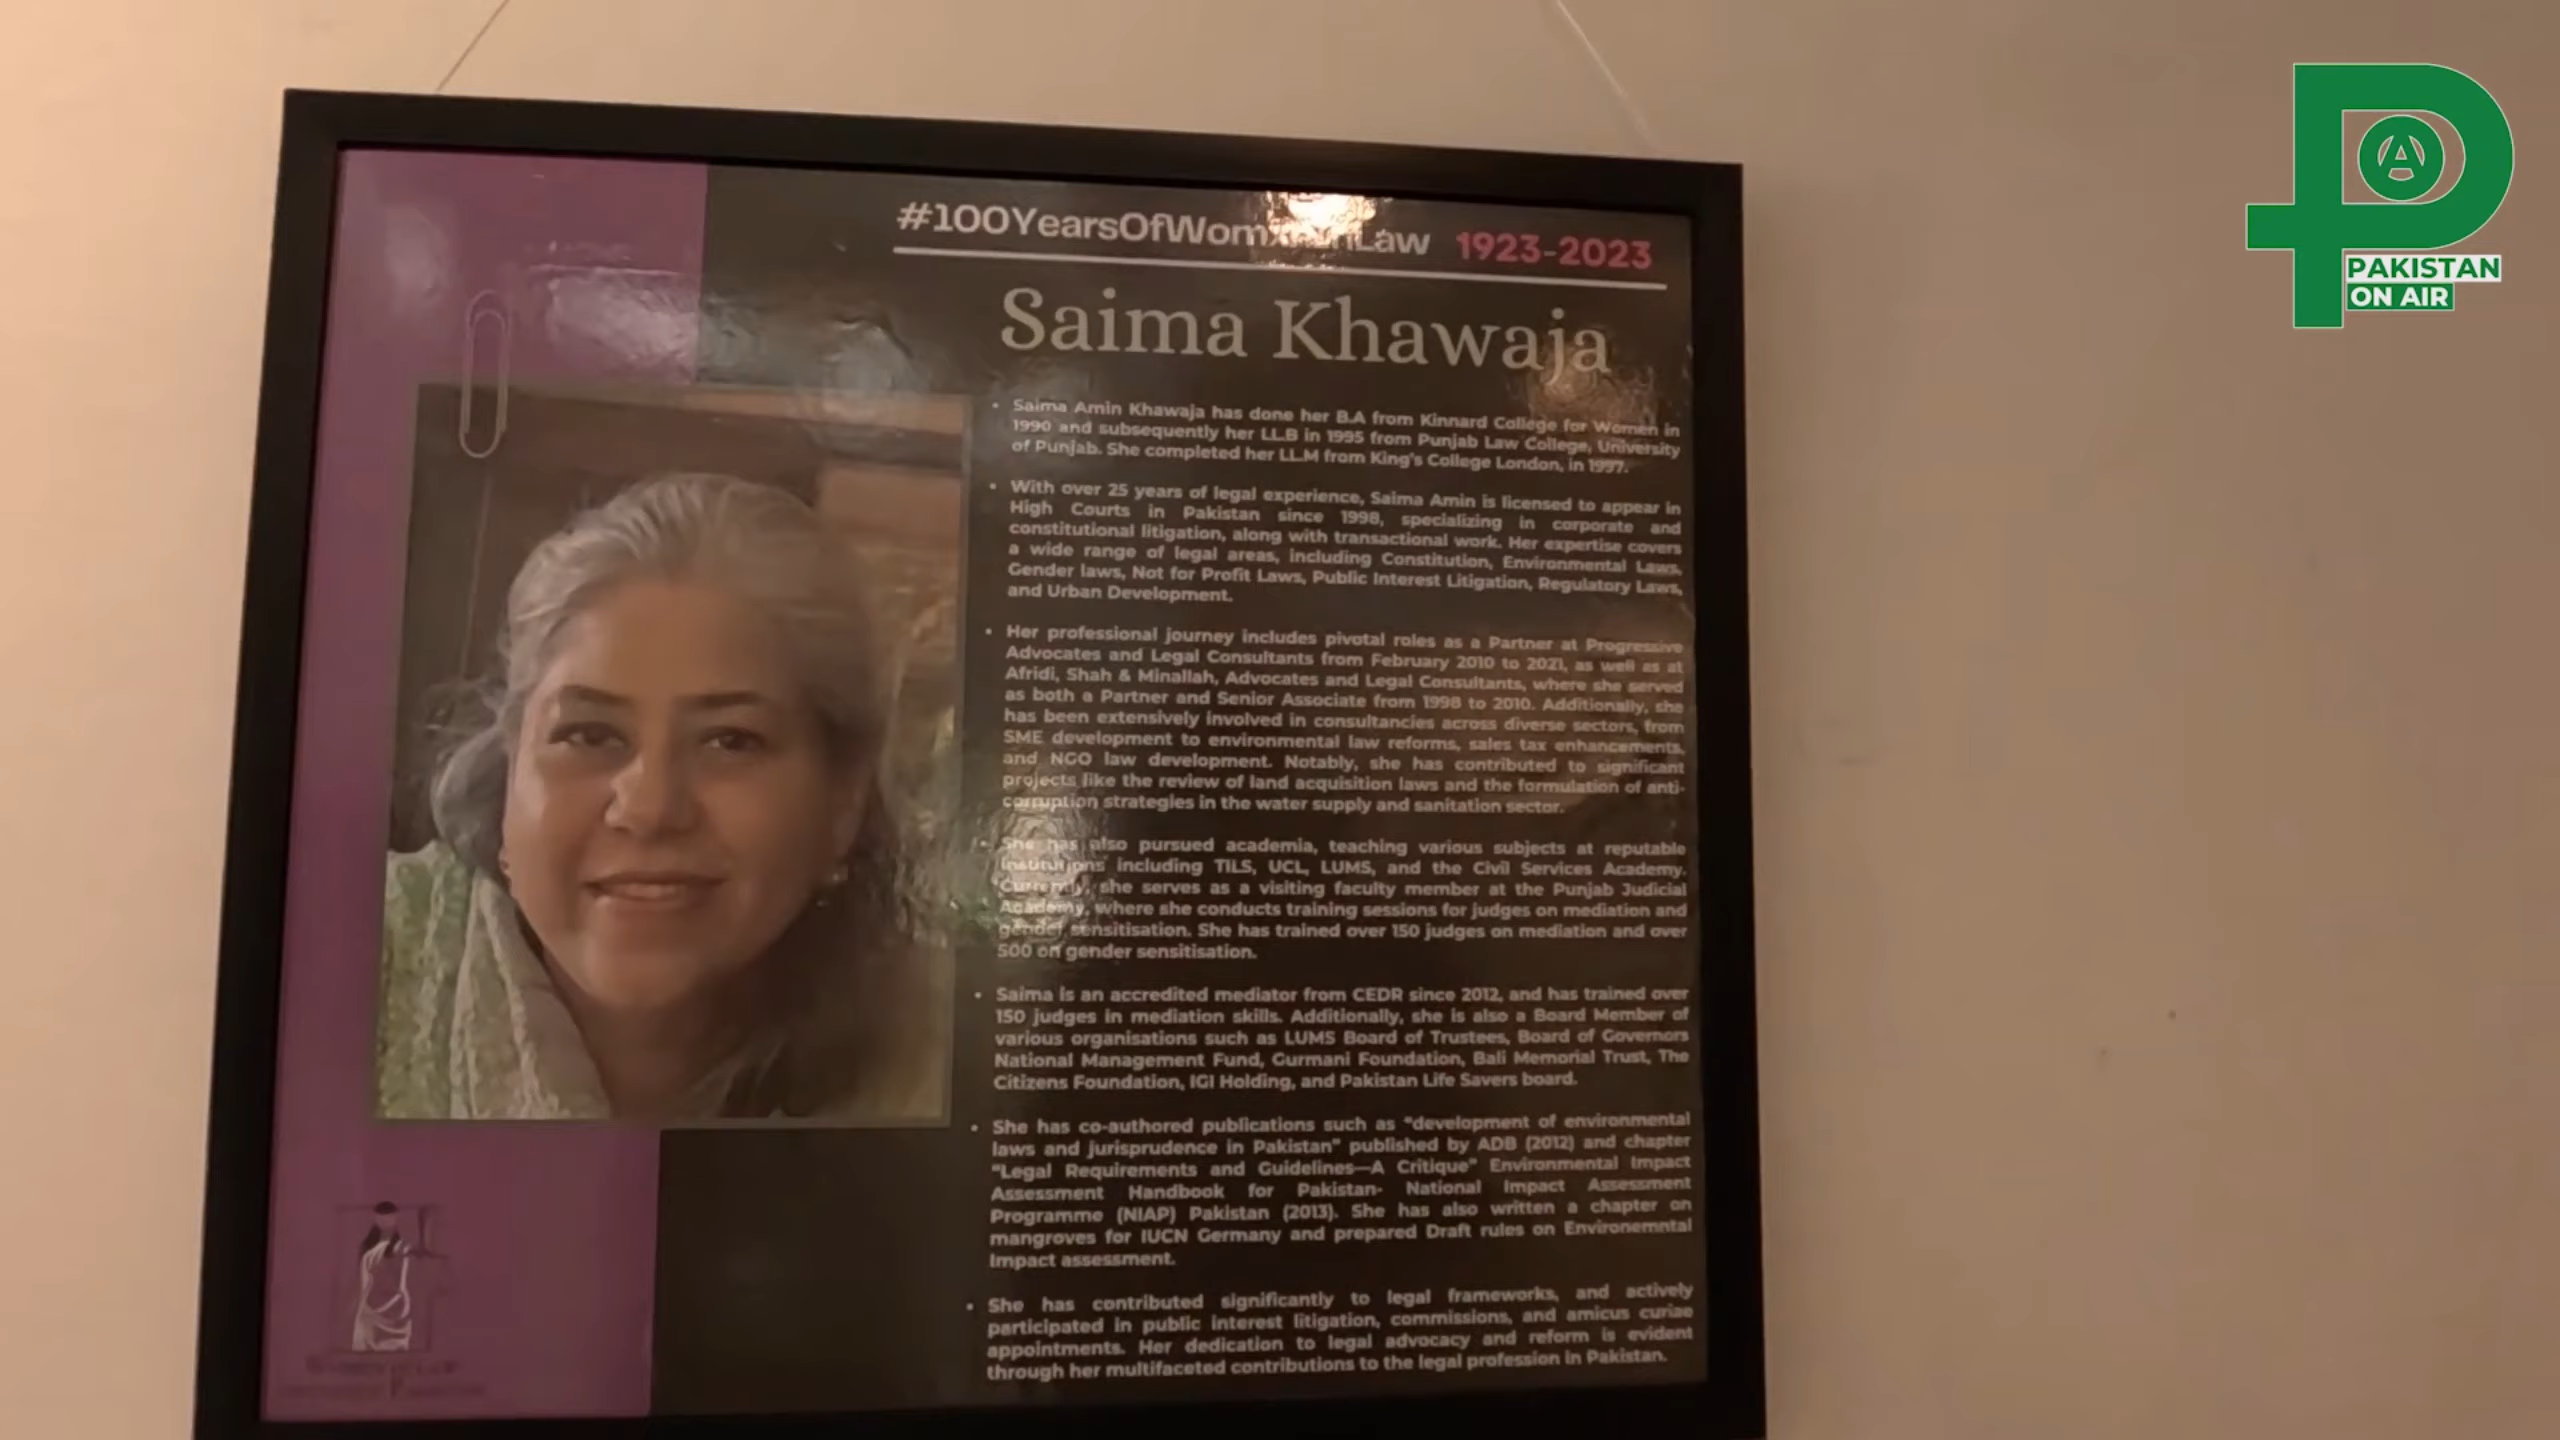 #100YearsOfWomxnInLaw 1923-2023
PAKISTAN
ON AIR
Saima Khawaja
• Saima Amin Khawaja has done her B.A from Kinnard College for Women in
1990 and subsequently her LL.B in 1995 from Punjab Law College, University
of Punjab. She completed her LL.M from King's College London, in 1997.
• With over 25 years of legal experience, Saima Amin is licensed to appear in
High Courts in Pakistan since 1998, specializing in corporate and
constitutional litigation, along with transactional work. Her expertise covers
a wide range of legal areas, including Constitution, Environmental Laws,
Gender laws, Not for Profit Laws, Public Interest Litigation, Regulatory Laws,
and Urban Development.
• Her professional journey includes pivotal roles as a Partner at Progressive
Advocates and Legal Consultants from February 2010 to 2021, as well as at
Afridi, Shah & Minallah, Advocates and Legal Consultants, where she served
as both a Partner and Senior Associate from 1998 to 2010. Additionally, she
has been extensively involved in consultancies across diverse sectors, from
SME development to environmental law reforms, sales tax enhancements,
and NGO law development. Notably, she has contributed to significant
projects like the review of land acquisition laws and the formulation of anti-
corruption strategies in the water supply and sanitation sector.
• She has also pursued academia, teaching various subjects at reputable
institutions including TILS, UCL, LUMS, and the Civil Services Academy.
Currently, she serves as a visiting faculty member at the Punjab Judicial
Academy, where she conducts training sessions for judges on mediation and
gender sensitisation. She has trained over 150 judges on mediation and over
500 on gender sensitisation.
• Saima is an accredited mediator from CEDR since 2012, and has trained over
150 judges in mediation skills. Additionally, she is also a Board Member of
various organisations such as LUMS Board of Trustees, Board of Governors
National Management Fund, Gurmani Foundation, Bali Memorial Trust, The
Citizens Foundation, IGI Holding, and Pakistan Life Savers board.
• She has co-authored publications such as "development of environmental
laws and jurisprudence in Pakistan" published by ADB (2012) and chapter
"Legal Requirements and Guidelines—A Critique" Environmental Impact
Assessment Handbook for Pakistan- National Impact Assessment
Programme (NIAP) Pakistan (2013). She has also written a chapter on
mangroves for IUCN Germany and prepared Draft rules on Environemntal
Impact assessment.
• She has contributed significantly to legal frameworks, and actively
participated in public interest litigation, commissions, and amicus curiae
appointments. Her dedication to legal advocacy and reform is evident
through her multifaceted contributions to the legal profession in Pakistan.